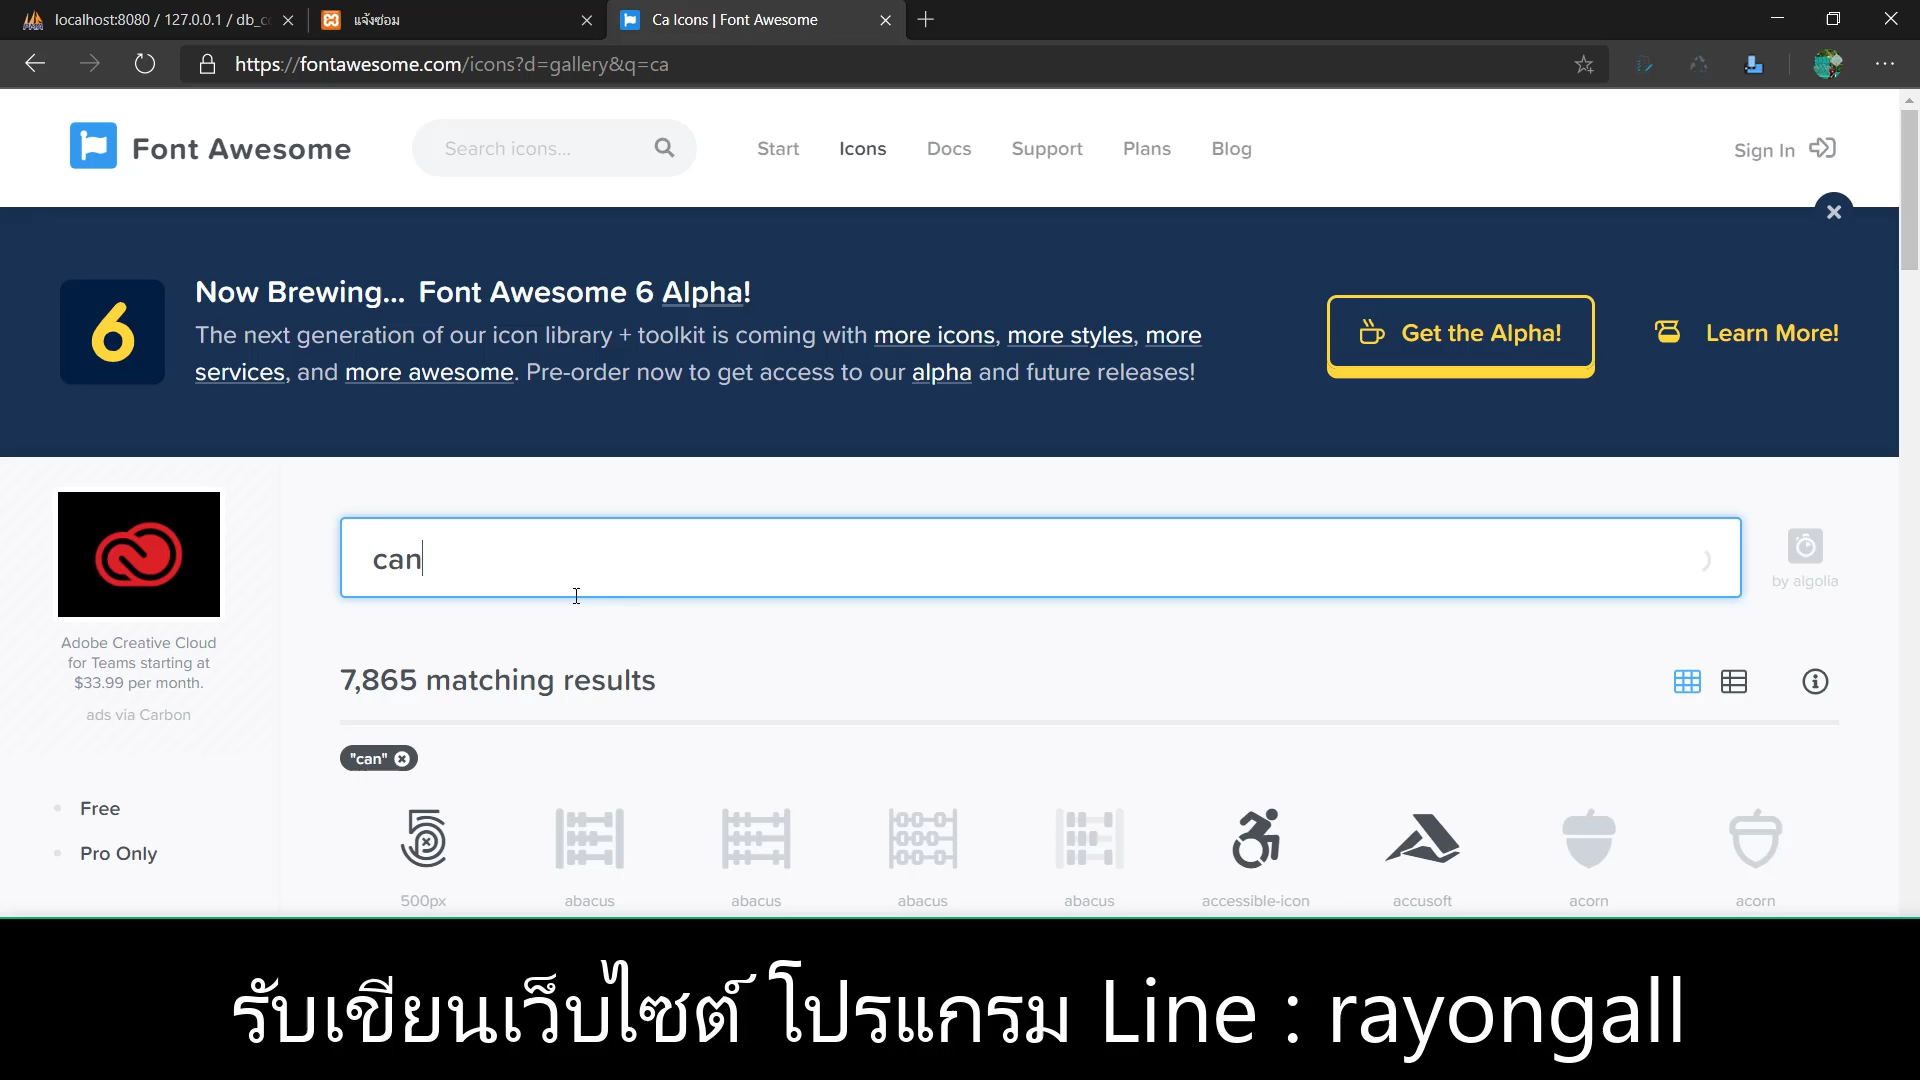 localhost:8080 / 127.0.0.1 / db_c
แจ้งซ่อม
Ca Icons | Font Awesome
https://fontawesome.com/icons?d=gallery&q=ca
Font Awesome
Search icons...
Start
Icons
Docs
Support
Plans
Blog
Sign In
6
Now Brewing... Font Awesome 6 Alpha!
The next generation of our icon library + toolkit is coming with more icons, more styles, more
services, and more awesome. Pre-order now to get access to our alpha and future releases!
Get the Alpha!
Learn More!
can
by algolia
Adobe Creative Cloud
for Teams starting at
$33.99 per month.
ads via Carbon
7,865 matching results
"can"
Free
Pro Only
500px
abacus
abacus
abacus
abacus
accessible-icon
accusoft
acorn
acorn
รับเขียนเว็บไซต์ โปรแกรม Line : rayongall